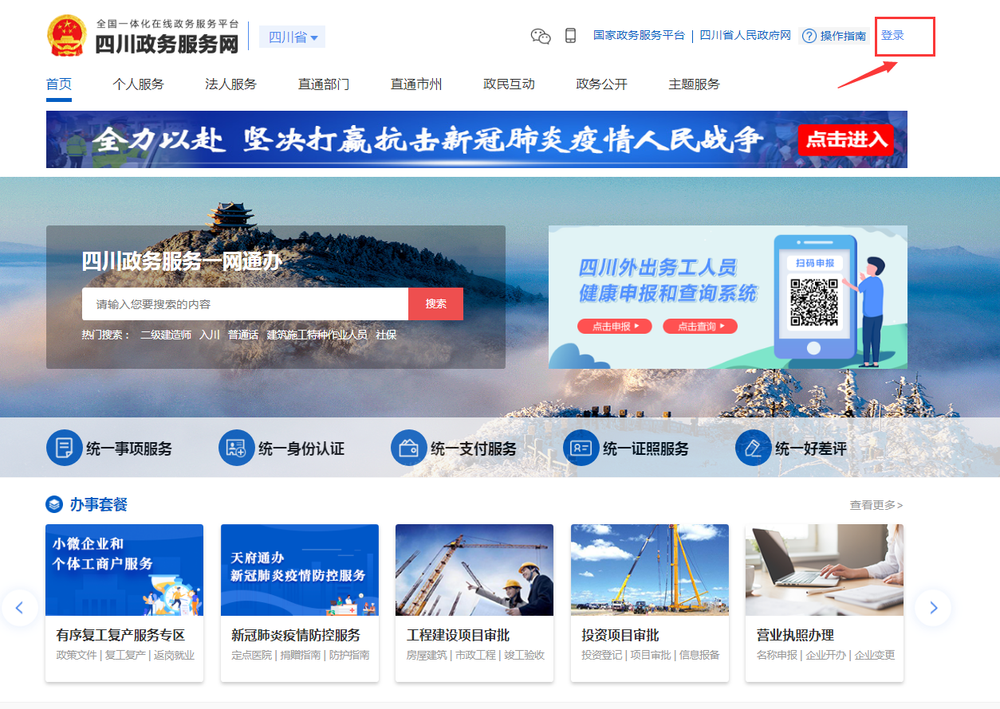 全国一体化在线政务服务平台
四川政务服务网
四川省
国家政务服务平台 | 四川省人民政府网
操作指南
登录
首页 个人服务 法人服务 直通部门 直通市州 政民互动 政务公开 主题服务
全力以赴 坚决打赢抗击新冠肺炎疫情人民战争
点击进入
四川政务服务一网通办
请输入您要搜索的内容
搜索
热门搜索： 二级建造师 入川 普通话 建筑施工特种作业人员 社保
四川外出务工人员
健康申报和查询系统
点击申报
点击查询
扫码申报
统一事项服务
统一身份认证
统一支付服务
统一证照服务
统一好差评
办事套餐
查看更多>
小微企业和
个体工商户服务
有序复工复产服务专区
政策文件 | 复工复产 | 返岗就业
天府通办
新冠肺炎疫情防控服务
新冠肺炎疫情防控服务
定点医院 | 捐赠指南 | 防护指南
工程建设项目审批
房屋建筑 | 市政工程 | 竣工验收
投资项目审批
投资登记 | 项目审批 | 信息报备
营业执照办理
名称申报 | 企业开办 | 企业变更